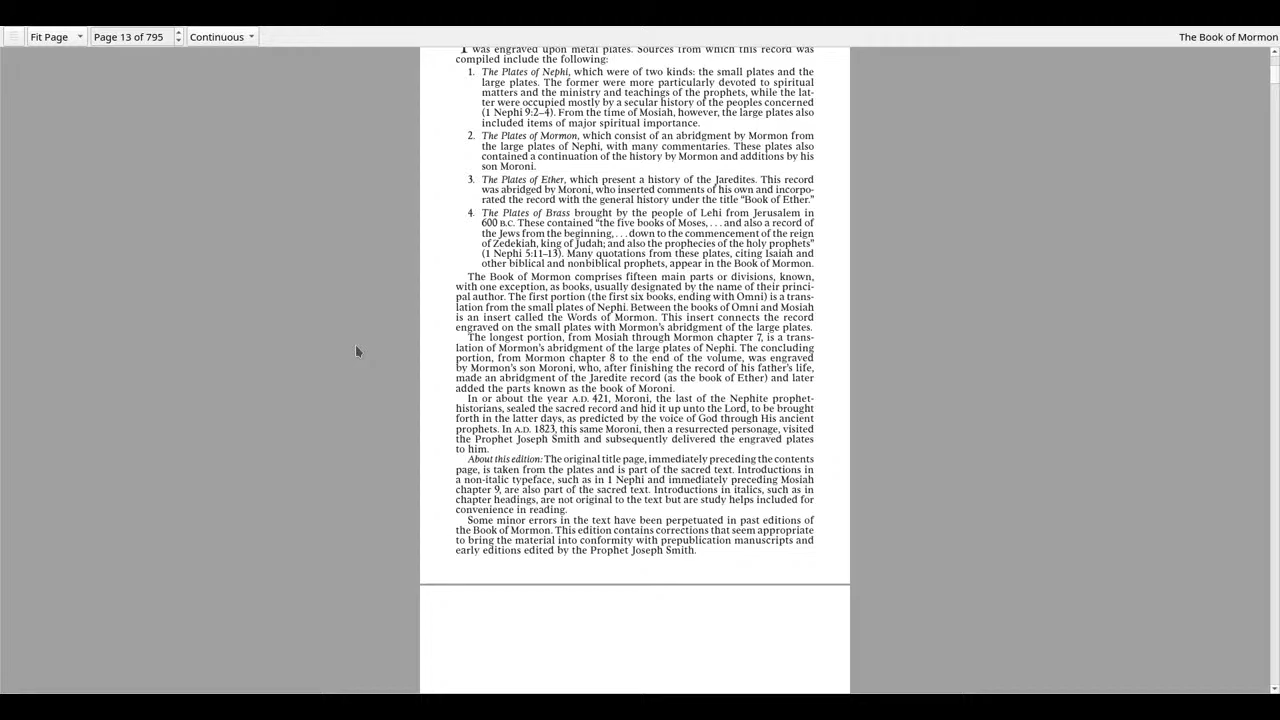 Fit Page
Page 13 of 795
Continuous
The Book of Mormon
T was engraved upon metal plates. Sources from which this record was
compiled include the following:
1. The Plates of Nephi, which were of two kinds: the small plates and the
large plates. The former were more particularly devoted to spiritual
matters and the ministry and teachings of the prophets, while the lat-
ter were occupied mostly by a secular history of the peoples concerned
(1 Nephi 9:2–4). From the time of Mosiah, however, the large plates also
included items of major spiritual importance.
2. The Plates of Mormon, which consist of an abridgment by Mormon from
the large plates of Nephi, with many commentaries. These plates also
contained a continuation of the history by Mormon and additions by his
son Moroni.
3. The Plates of Ether, which present a history of the Jaredites. This record
was abridged by Moroni, who inserted comments of his own and incorpo-
rated the record with the general history under the title “Book of Ether.”
4. The Plates of Brass brought by the people of Lehi from Jerusalem in
600 B.C. These contained “the five books of Moses, . . . and also a record of
the Jews from the beginning, . . . down to the commencement of the reign
of Zedekiah, king of Judah; and also the prophecies of the holy prophets”
(1 Nephi 5:11–13). Many quotations from these plates, citing Isaiah and
other biblical and nonbiblical prophets, appear in the Book of Mormon.
The Book of Mormon comprises fifteen main parts or divisions, known,
with one exception, as books, usually designated by the name of their princi-
pal author. The first portion (the first six books, ending with Omni) is a trans-
lation from the small plates of Nephi. Between the books of Omni and Mosiah
is an insert called the Words of Mormon. This insert connects the record
engraved on the small plates with Mormon’s abridgment of the large plates.
The longest portion, from Mosiah through Mormon chapter 7, is a trans-
lation of Mormon’s abridgment of the large plates of Nephi. The concluding
portion, from Mormon chapter 8 to the end of the volume, was engraved
by Mormon’s son Moroni, who, after finishing the record of his father’s life,
made an abridgment of the Jaredite record (as the book of Ether) and later
added the parts known as the book of Moroni.
In or about the year A.D. 421, Moroni, the last of the Nephite prophet-
historians, sealed the sacred record and hid it up unto the Lord, to be brought
forth in the latter days, as predicted by the voice of God through His ancient
prophets. In A.D. 1823, this same Moroni, then a resurrected personage, visited
the Prophet Joseph Smith and subsequently delivered the engraved plates
to him.
About this edition: The original title page, immediately preceding the contents
page, is taken from the plates and is part of the sacred text. Introductions in
a non-italic typeface, such as in 1 Nephi and immediately preceding Mosiah
chapter 9, are also part of the sacred text. Introductions in italics, such as in
chapter headings, are not original to the text but are study helps included for
convenience in reading.
Some minor errors in the text have been perpetuated in past editions of
the Book of Mormon. This edition contains corrections that seem appropriate
to bring the material into conformity with prepublication manuscripts and
early editions edited by the Prophet Joseph Smith.